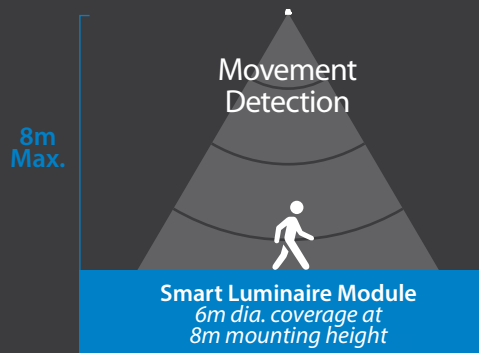 Movement
Detection
8m
Max.
Smart Luminaire Module
6m dia. coverage at
8m mounting height